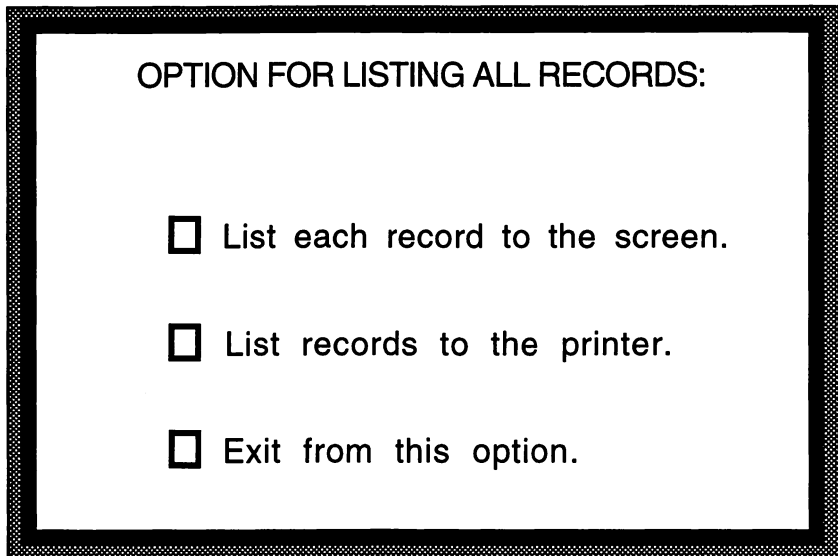 OPTION FOR LISTING ALL RECORDS:
List each record to the screen.
List records to the printer.
Exit from this option.